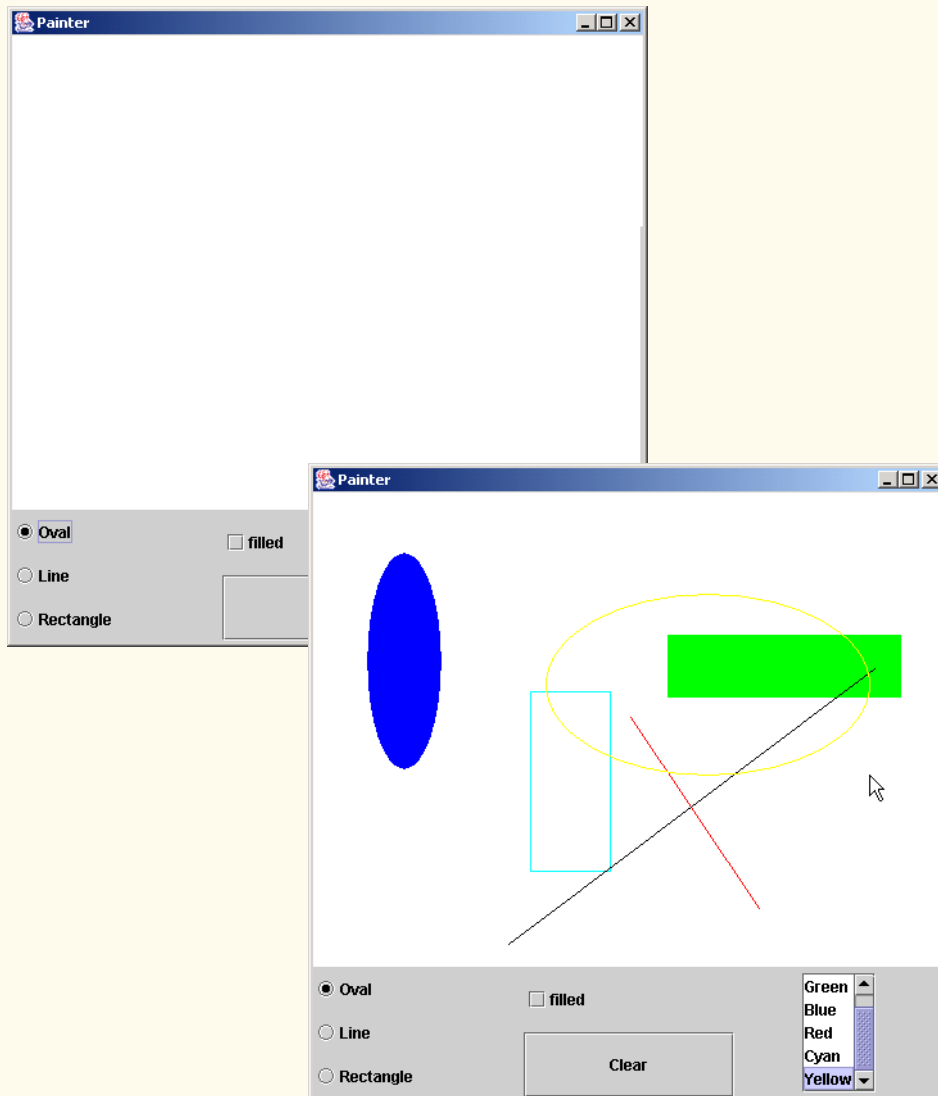 Painter
Oval
filled
Line
Rectangle
Painter
Oval
filled
Line
Clear
Rectangle
Green
Blue
Red
Cyan
Yellow